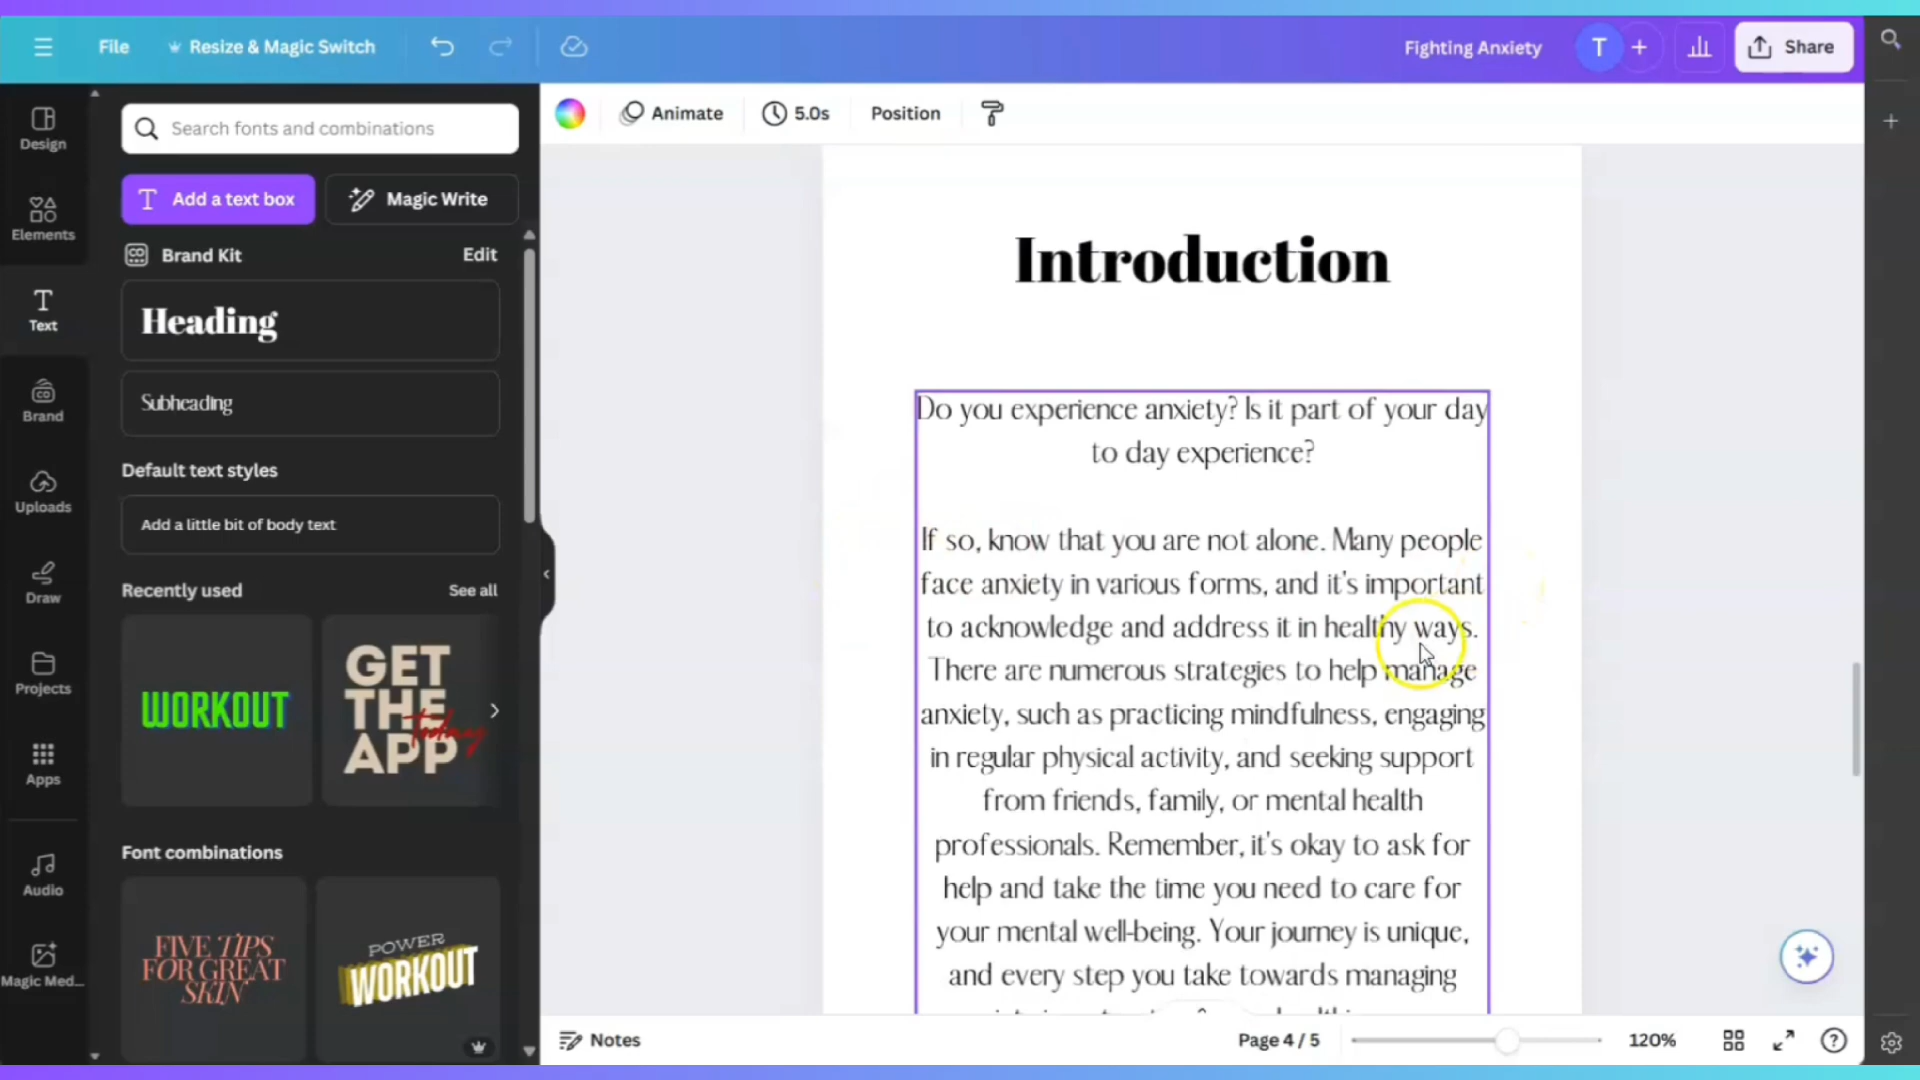 File
Resize & Magic Switch
Fighting Anxiety
T
Share
Design
Elements
Text
Brand
Uploads
Draw
Projects
Apps
Audio
Magic Med...
Search fonts and combinations
Add a text box
Magic Write
Brand Kit
Edit
Heading
Subheading
Default text styles
Add a little bit of body text
Recently used
See all
WORKOUT
GET
THE
APP
today
Font combinations
FIVE TIPS
FOR GREAT
SKIN
POWER
WORKOUT
Animate
5.0s
Position
Introduction
Do you experience anxiety? Is it part of your day
to day experience?
If so, know that you are not alone. Many people
face anxiety in various forms, and it's important
to acknowledge and address it in healthy ways.
There are numerous strategies to help manage
anxiety, such as practicing mindfulness, engaging
in regular physical activity, and seeking support
from friends, family, or mental health
professionals. Remember, it's okay to ask for
help and take the time you need to care for
your mental well-being. Your journey is unique,
and every step you take towards managing
Notes
Page 4 / 5
120%